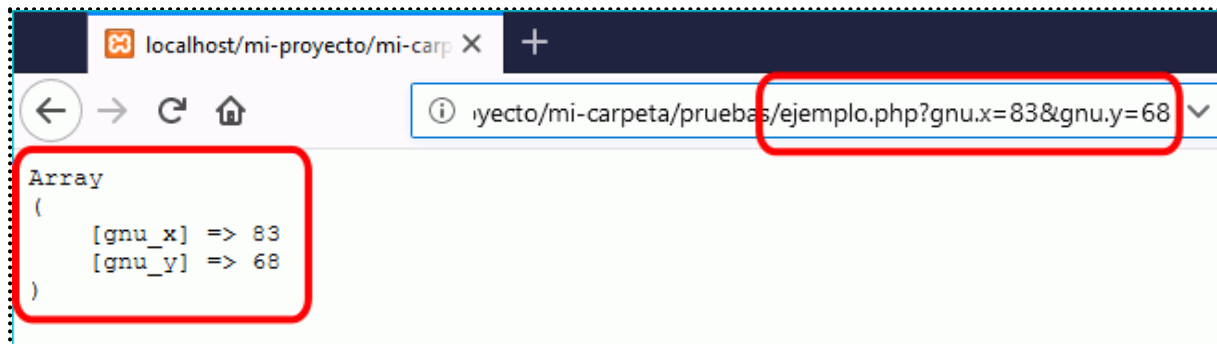 localhost/mi-proyecto/mi-carp
yecto/mi-carpeta/pruebas/ejemplo.php?gnu.x=83&gnu.y=68
Array
(
[gnu_x] => 83
[gnu_y] => 68
)